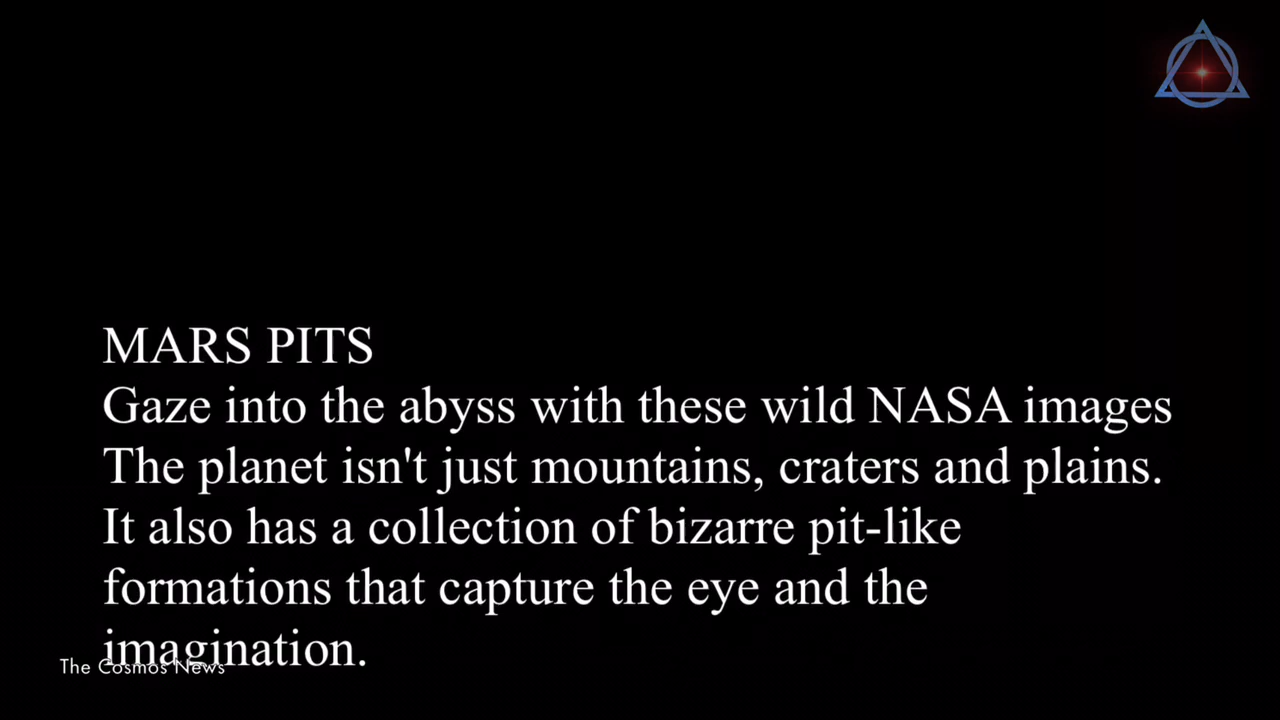 MARS PITS
Gaze into the abyss with these wild NASA images
The planet isn't just mountains, craters and plains.
It also has a collection of bizarre pit-like
formations that capture the eye and the
imagination.
The Cosmos News